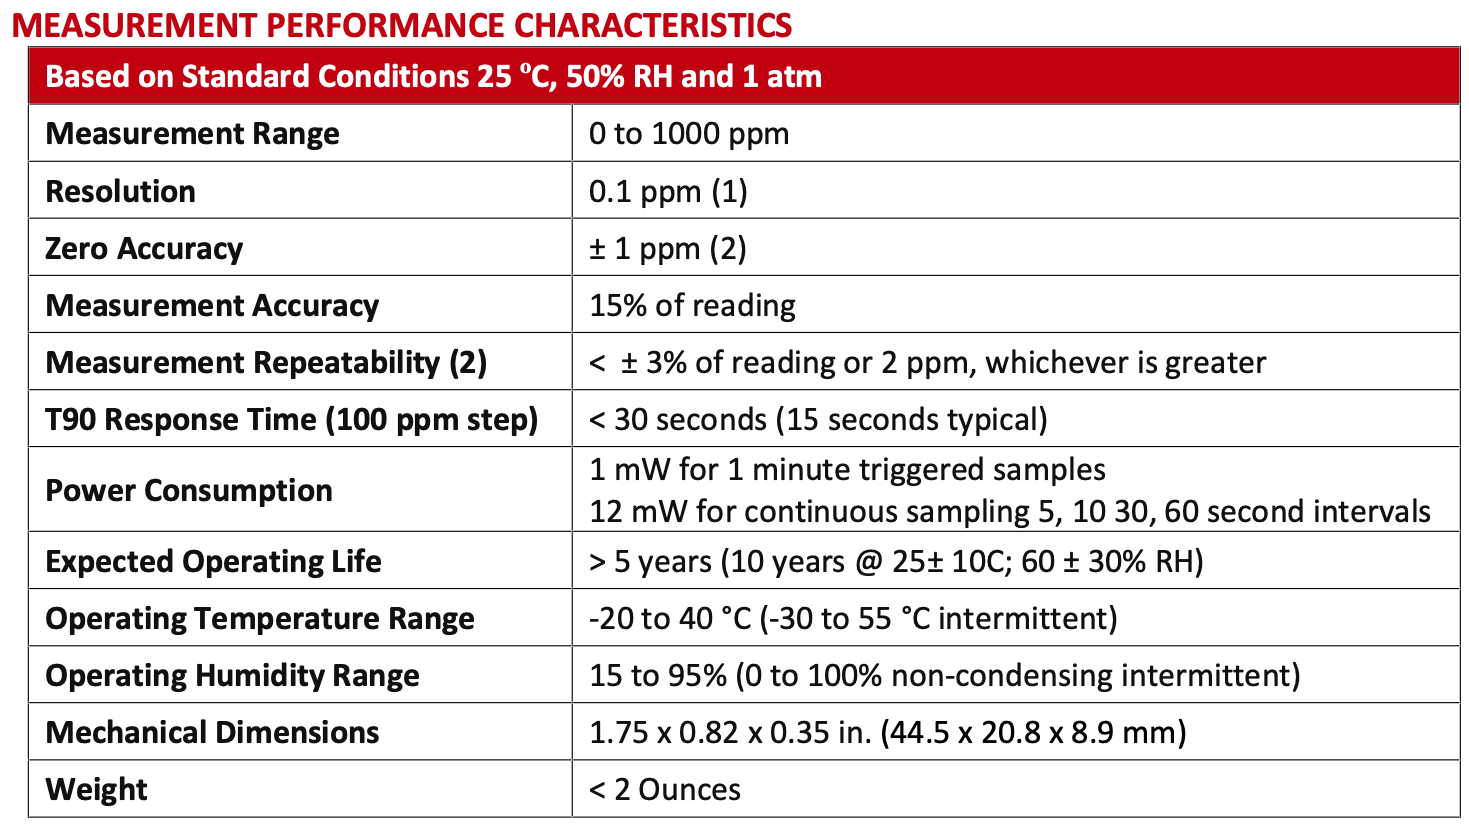 MEASUREMENT PERFORMANCE CHARACTERISTICS
Based on Standard Conditions 25 ºC, 50% RH and 1 atm
Measurement Range 0 to 1000 ppm
Resolution 0.1 ppm (1)
Zero Accuracy ± 1 ppm (2)
Measurement Accuracy 15% of reading
Measurement Repeatability (2) < ± 3% of reading or 2 ppm, whichever is greater
T90 Response Time (100 ppm step) < 30 seconds (15 seconds typical)
Power Consumption 1 mW for 1 minute triggered samples
12 mW for continuous sampling 5, 10 30, 60 second intervals
Expected Operating Life > 5 years (10 years @ 25± 10C; 60 ± 30% RH)
Operating Temperature Range -20 to 40 °C (-30 to 55 °C intermittent)
Operating Humidity Range 15 to 95% (0 to 100% non-condensing intermittent)
Mechanical Dimensions 1.75 x 0.82 x 0.35 in. (44.5 x 20.8 x 8.9 mm)
Weight < 2 Ounces